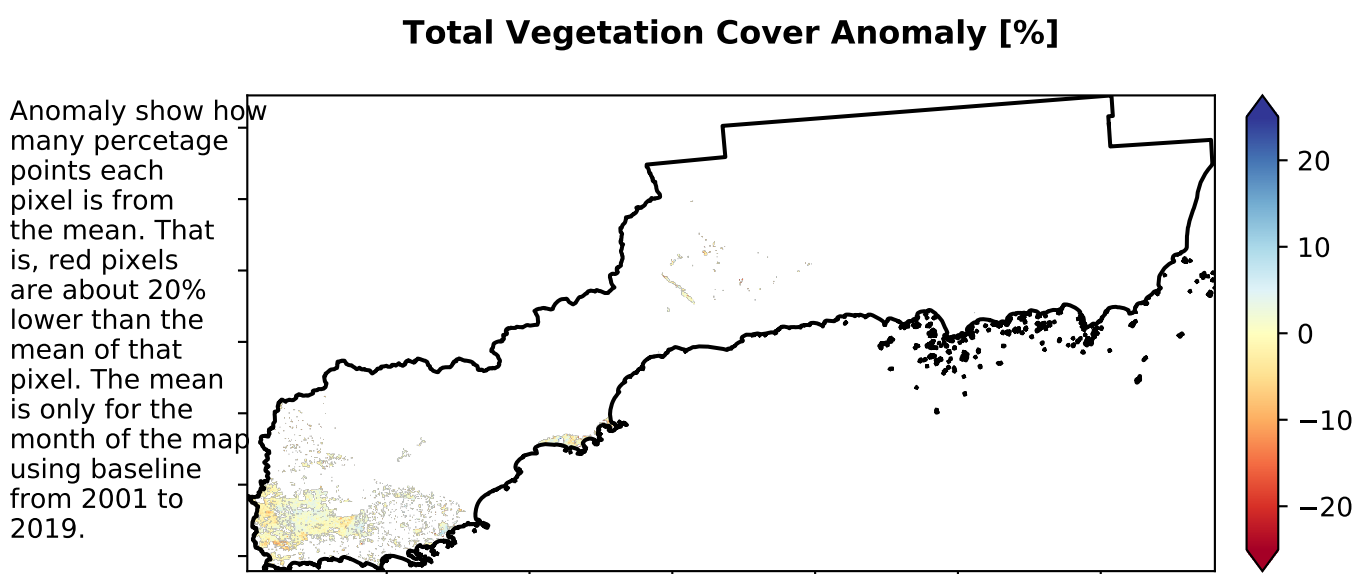 Total Vegetation Cover Anomaly [%]
Anomaly show how
many percetage
points each
pixel is from
the mean. That
is, red pixels
are about 20%
lower than the
mean of that
pixel. The mean
is only for the
month of the map
using baseline
from 2001 to
2019.
20
10
0
−10
−20